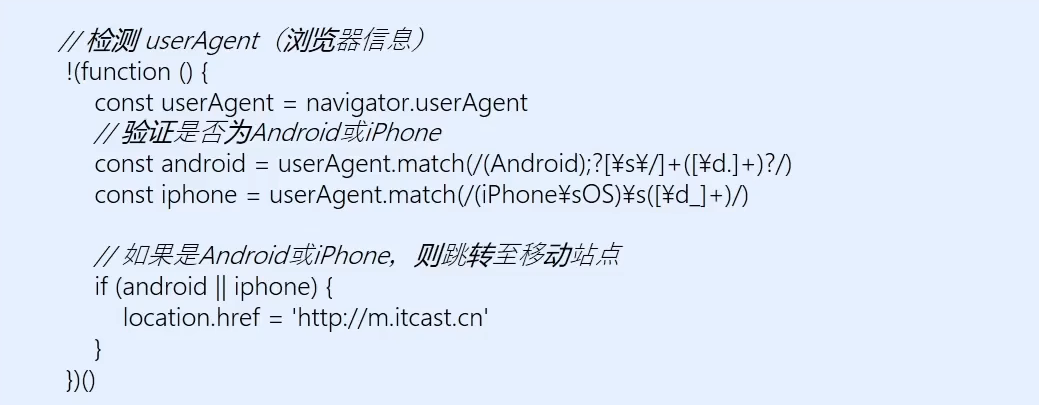 // 检测 userAgent（浏览器信息）
!(function () {
const userAgent = navigator.userAgent
// 验证是否为Android或iPhone
const android = userAgent.match(/(Android);?[¥s¥/]+([¥d.]+)?/)
const iphone = userAgent.match(/(iPhone¥sOS)¥s([¥d_]+)/)
// 如果是Android或iPhone，则跳转至移动站点
if (android || iphone) {
location.href = 'http://m.itcast.cn'
}
})()